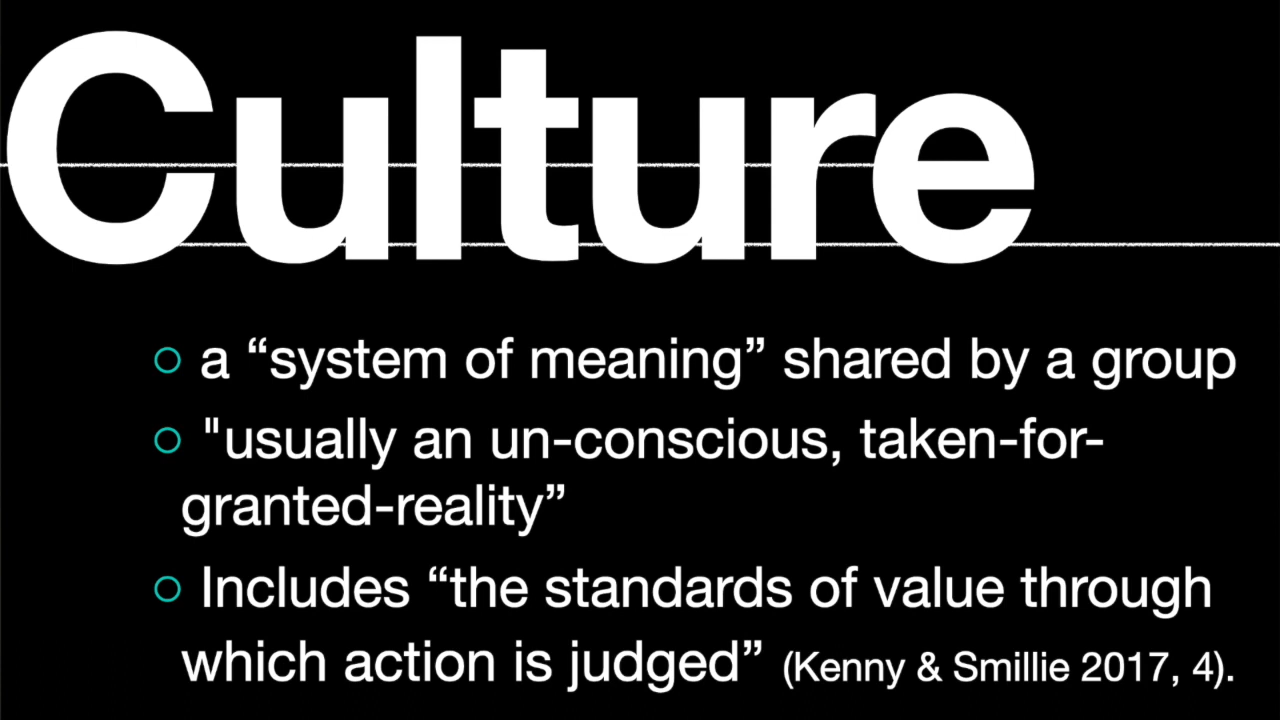 Culture
a “system of meaning” shared by a group
"usually an un-conscious, taken-for-
granted-reality”
Includes “the standards of value through
which action is judged” (Kenny & Smillie 2017, 4).